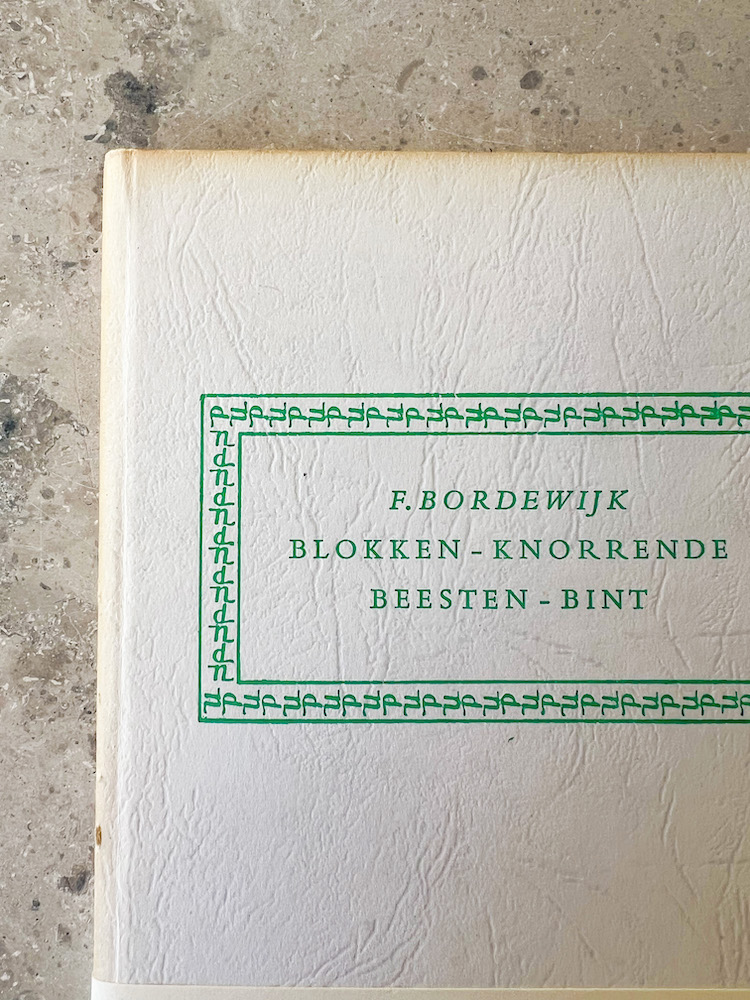 F. BORDEWIJK
BLOKKEN - KNORRENDE
BEESTEN - BINT